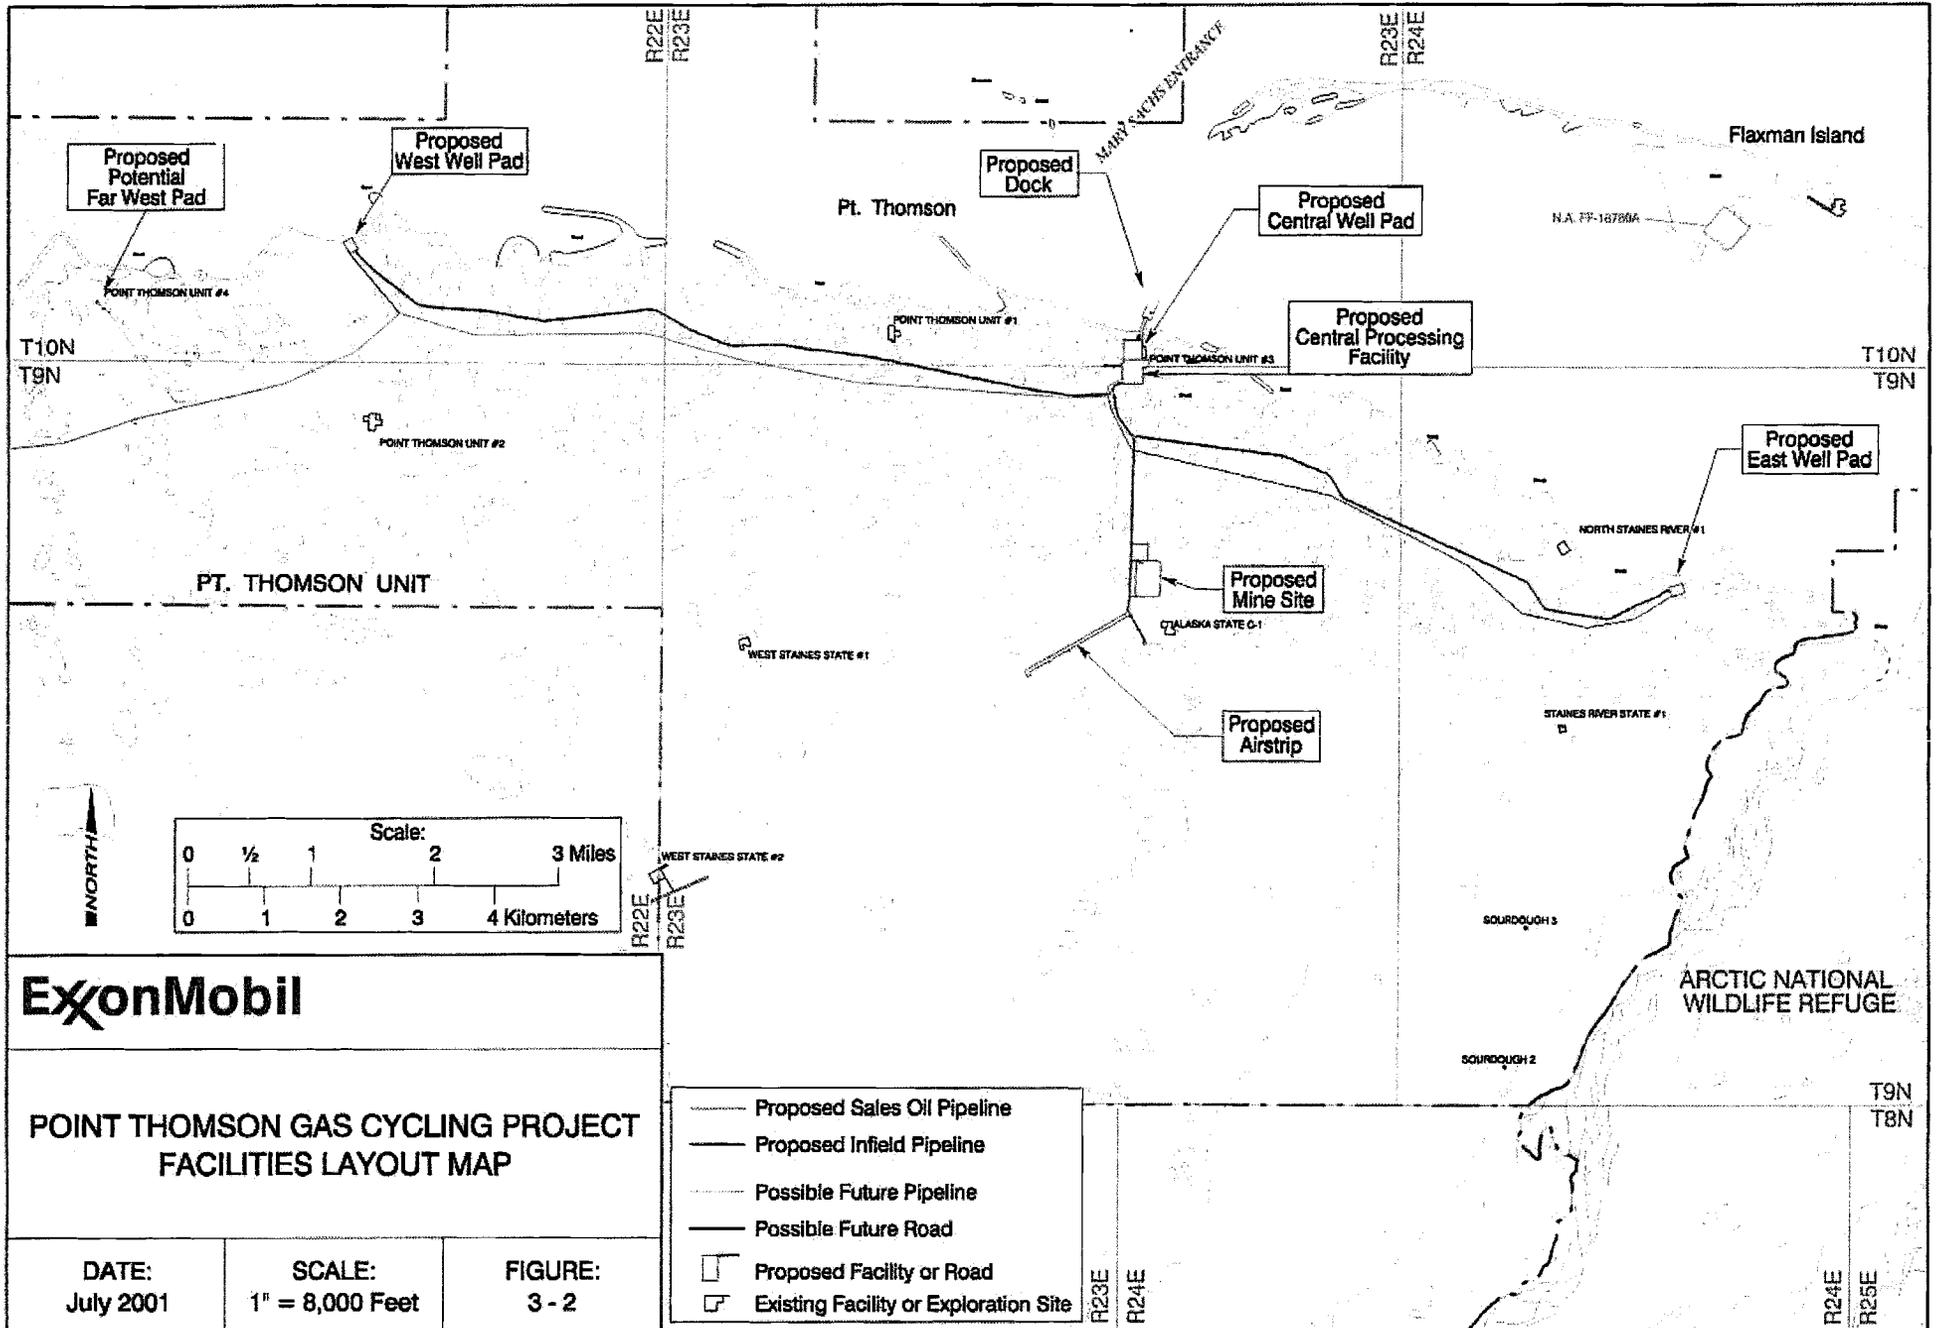 R22E
R23E
R23E
R24E
MARY SACHS ENTRANCE
Flaxman Island
Proposed
West Well Pad
Proposed
Potential
Far West Pad
Proposed
Dock
Pt. Thomson
Proposed
Central Well Pad
N.A. FF-16789A
POINT THOMSON UNIT #4
POINT THOMSON UNIT #1
Proposed
Central Processing
Facility
POINT THOMSON UNIT #3
T10N
T9N
T10N
T9N
POINT THOMSON UNIT #2
Proposed
East Well Pad
NORTH STAINES RIVER #1
PT. THOMSON UNIT
Proposed
Mine Site
ALASKA STATE C-1
WEST STAINES STATE #1
Proposed
Airstrip
STAINES RIVER STATE #1
NORTH
Scale:
0 ½ 1 2 3 Miles
0 1 2 3 4 Kilometers
WEST STAINES STATE #2
R22E
R23E
SOURDOUGH 3
ARCTIC NATIONAL
WILDLIFE REFUGE
SOURDOUGH 2
T9N
T8N
ExxonMobil
POINT THOMSON GAS CYCLING PROJECT
FACILITIES LAYOUT MAP
DATE:
July 2001
SCALE:
1" = 8,000 Feet
FIGURE:
3 - 2
Proposed Sales Oil Pipeline
Proposed Infield Pipeline
Possible Future Pipeline
Possible Future Road
Proposed Facility or Road
Existing Facility or Exploration Site
R23E
R24E
R24E
R25E